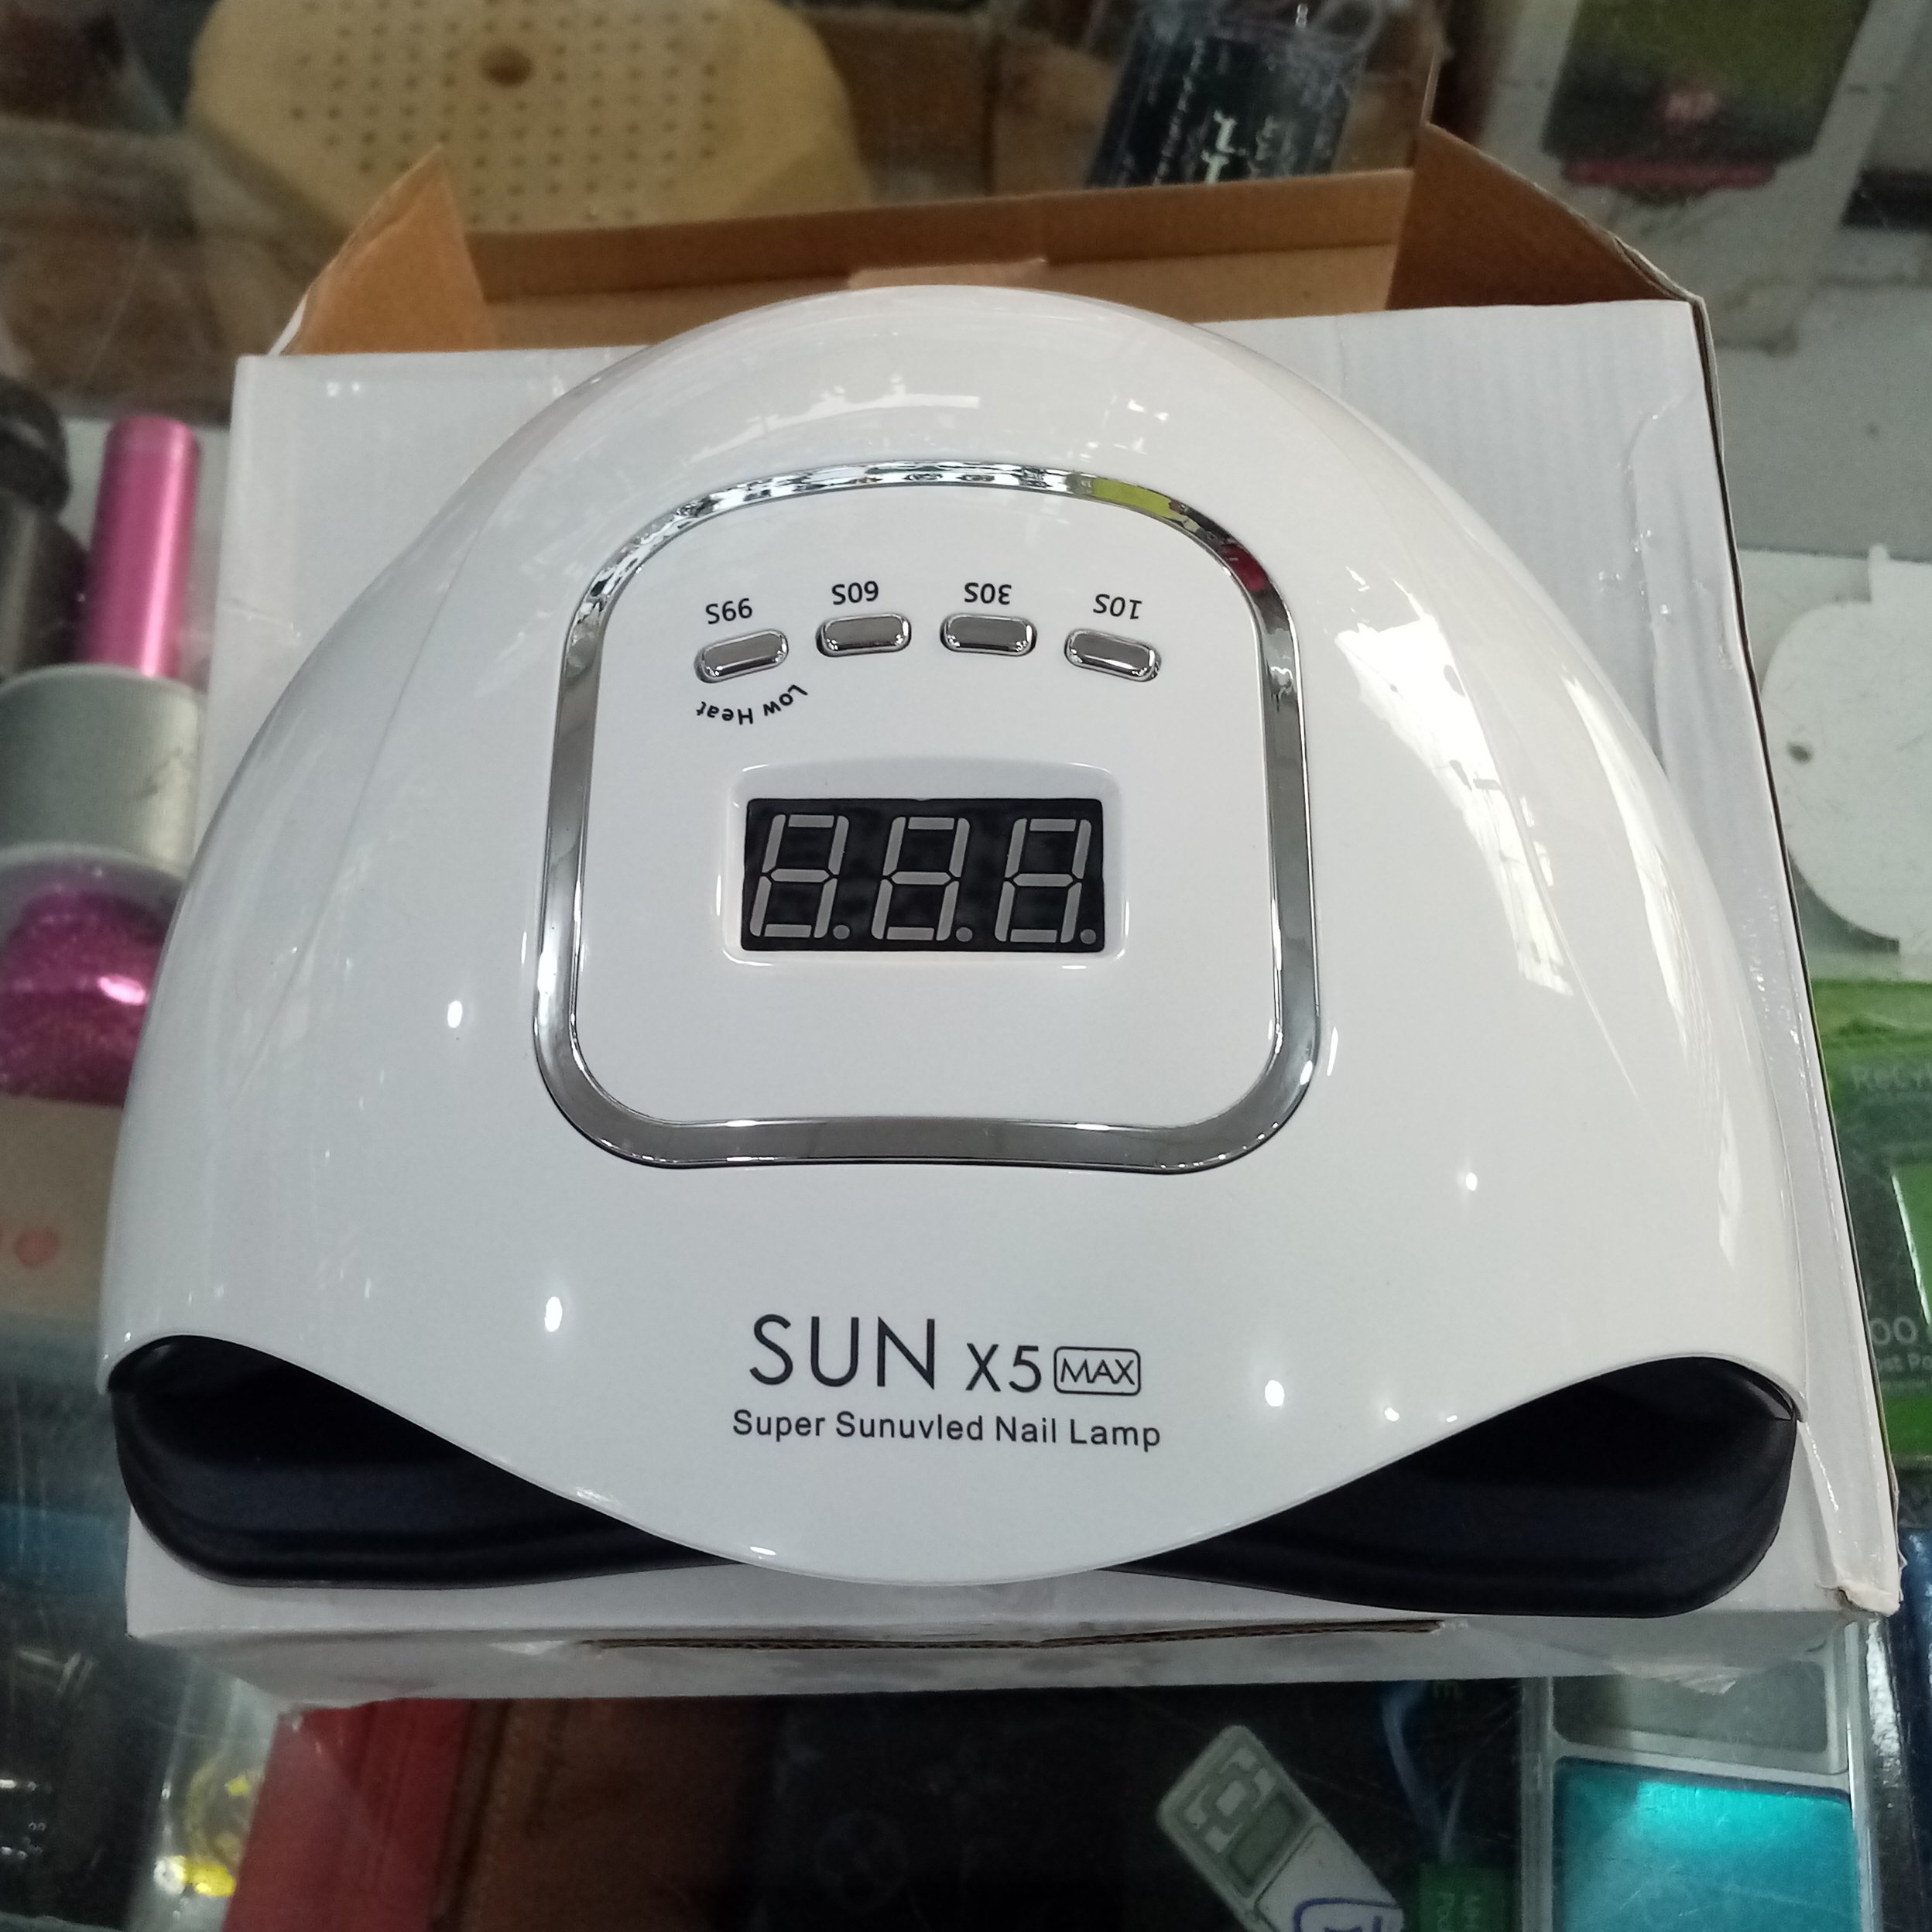 99S
60S
30S
10S
Low Heat
SUN X5 MAX
Super Sunuvled Nail Lamp